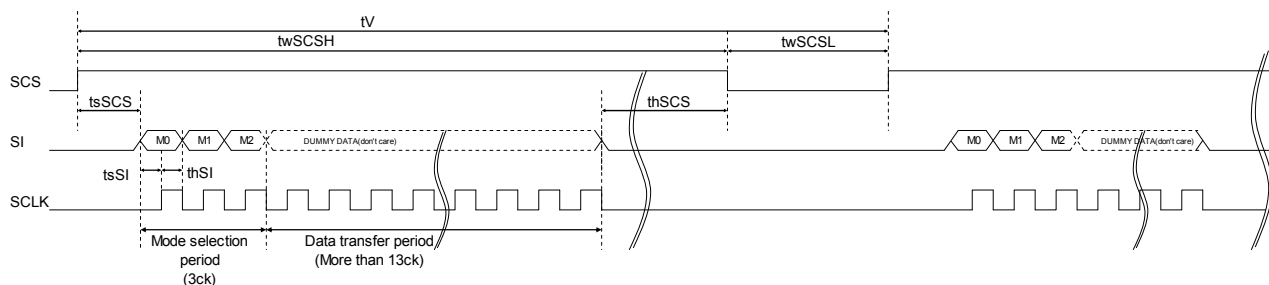 tV
twSCSH
twSCSL
SCS
tsSCS
thSCS
SI
M0
M1
M2
DUMMY DATA(don't care)
M0
M1
M2
DUMMY DATA(don't care)
tsSI
thSI
SCLK
Mode selection
period
(3ck)
Data transfer period
(More than 13ck)